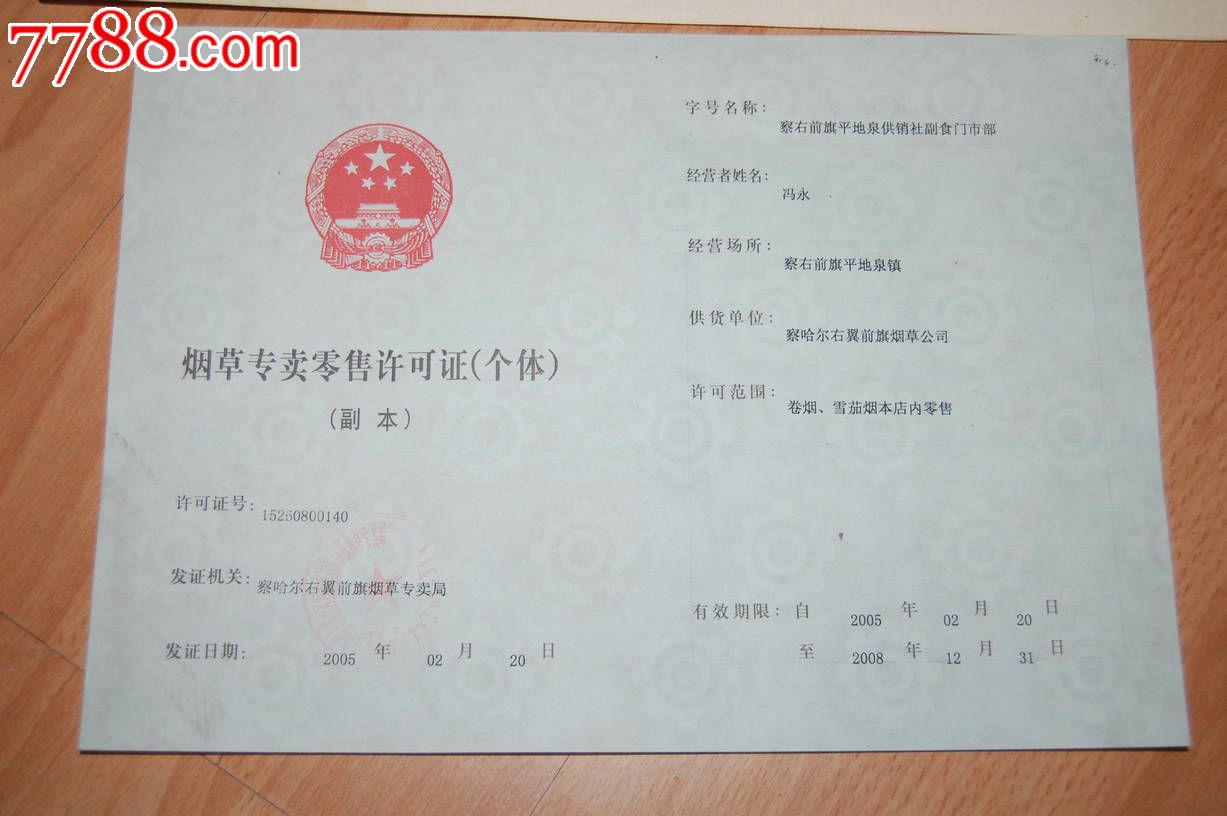 7788.com
烟草专卖零售许可证(个体)
(副本)
许可证号: 15260800140
发证机关: 察哈尔右翼前旗烟草专卖局
发证日期: 2005 年 02 月 20 日
字号名称: 察右前旗平地泉供销社副食门市部
经营者姓名: 冯永
经营场所: 察右前旗平地泉镇
供货单位: 察哈尔右翼前旗烟草公司
许可范围: 卷烟、雪茄烟本店内零售
有效期限: 自 2005 年 02 月 20 日
至 2008 年 12 月 31 日